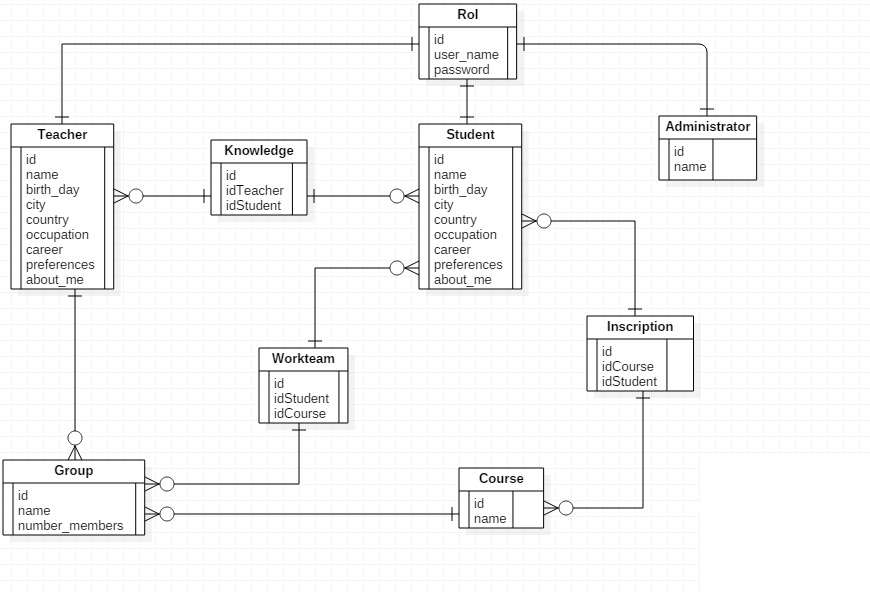 Rol
id
user_name
password
Teacher
id
name
birth_day
city
country
occupation
career
preferences
about_me
Knowledge
id
idTeacher
idStudent
Student
id
name
birth_day
city
country
occupation
career
preferences
about_me
Administrator
id
name
Inscription
id
idCourse
idStudent
Workteam
id
idStudent
idCourse
Group
id
name
number_members
Course
id
name